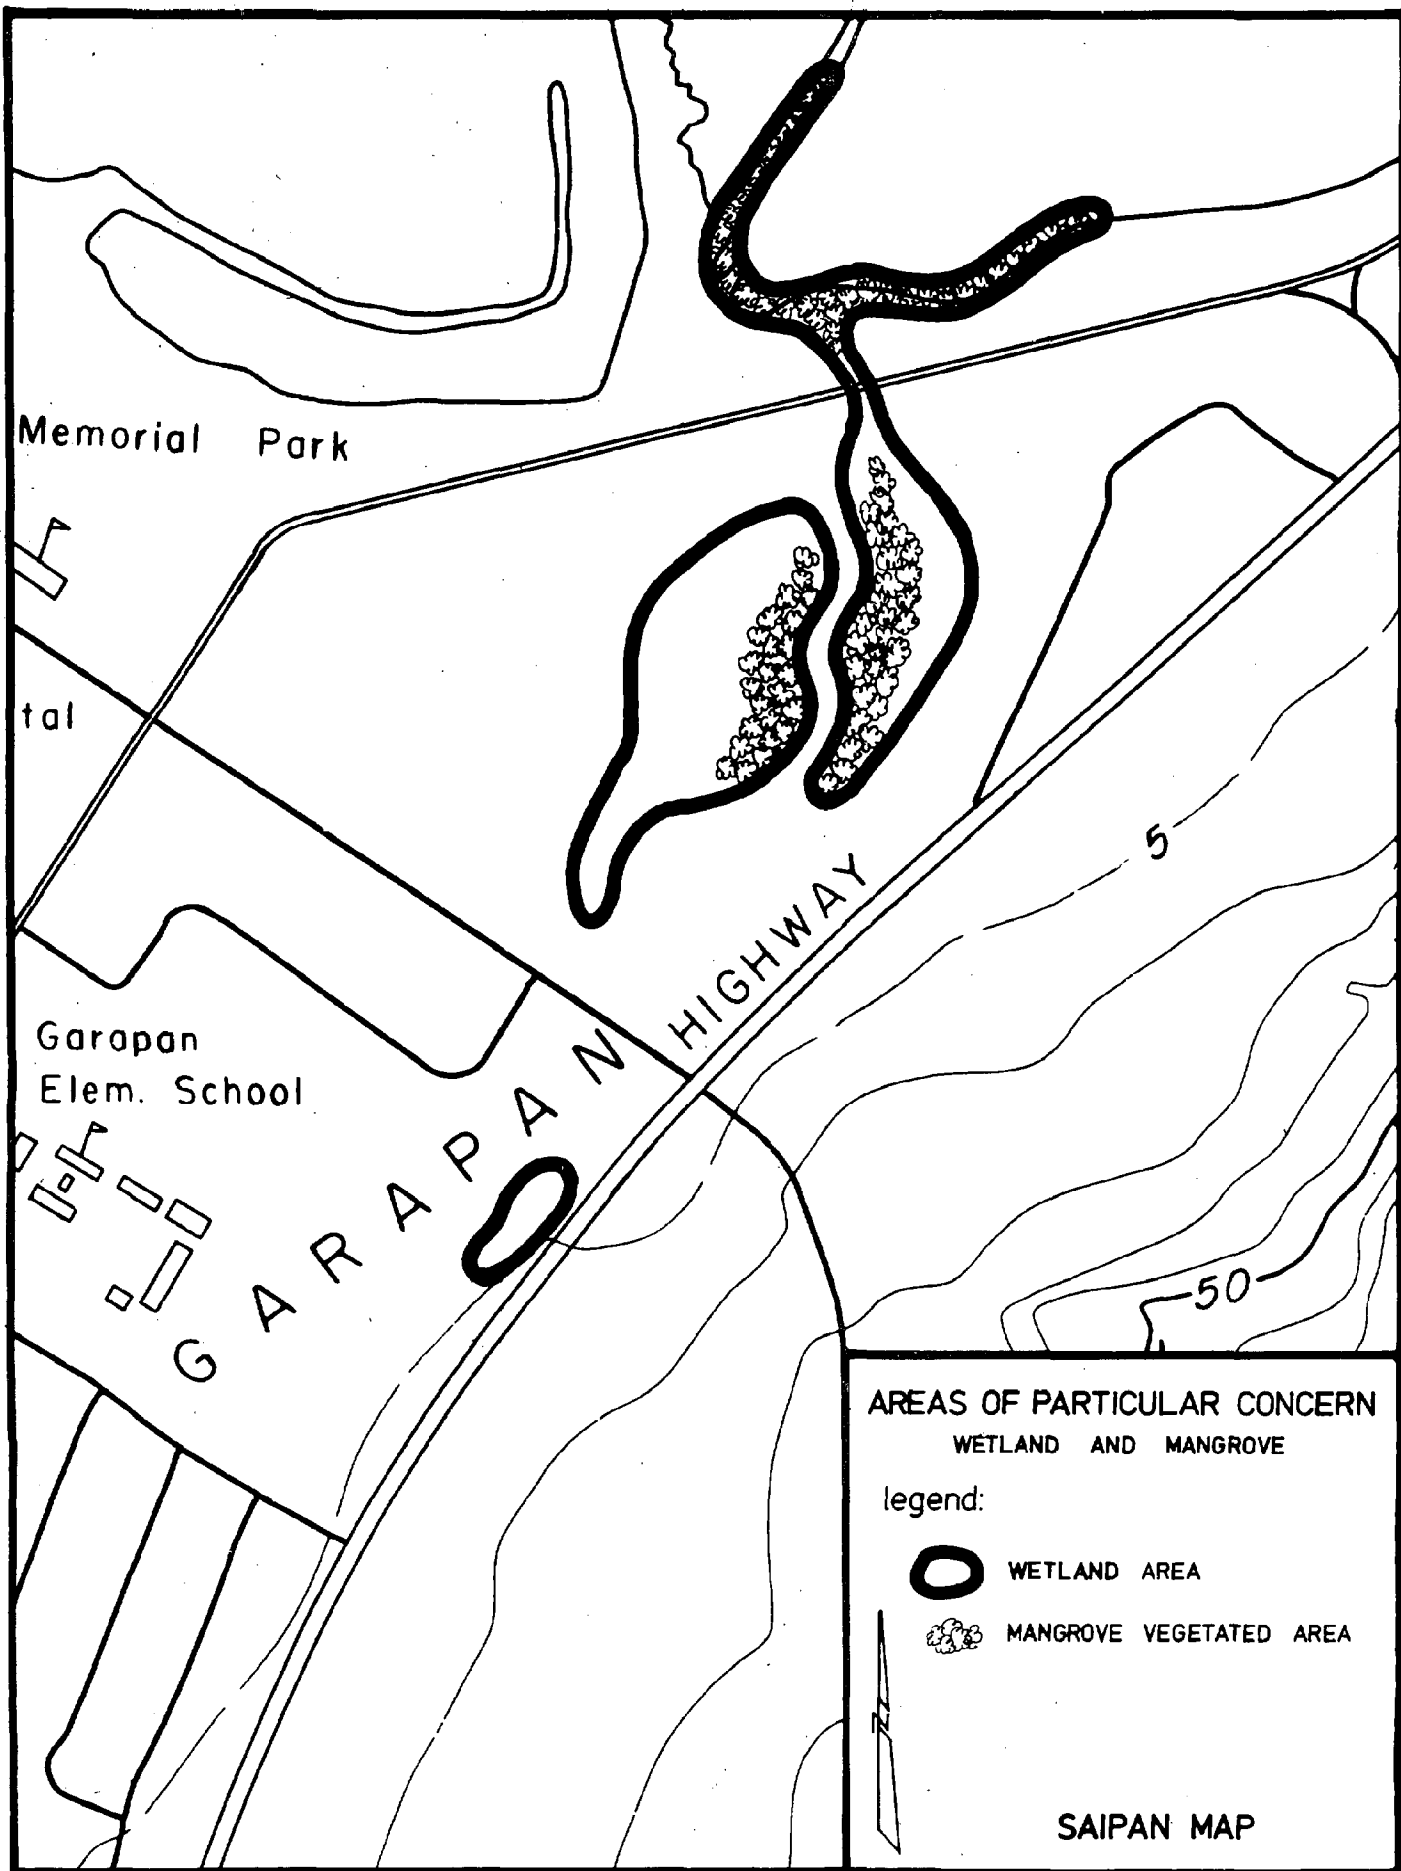 Memorial Park
tal
5
HIGHWAY
Garapan
Elem. School
GARAPAN
50
AREAS OF PARTICULAR CONCERN
WETLAND AND MANGROVE
legend:
WETLAND AREA
MANGROVE VEGETATED AREA
N
SAIPAN MAP